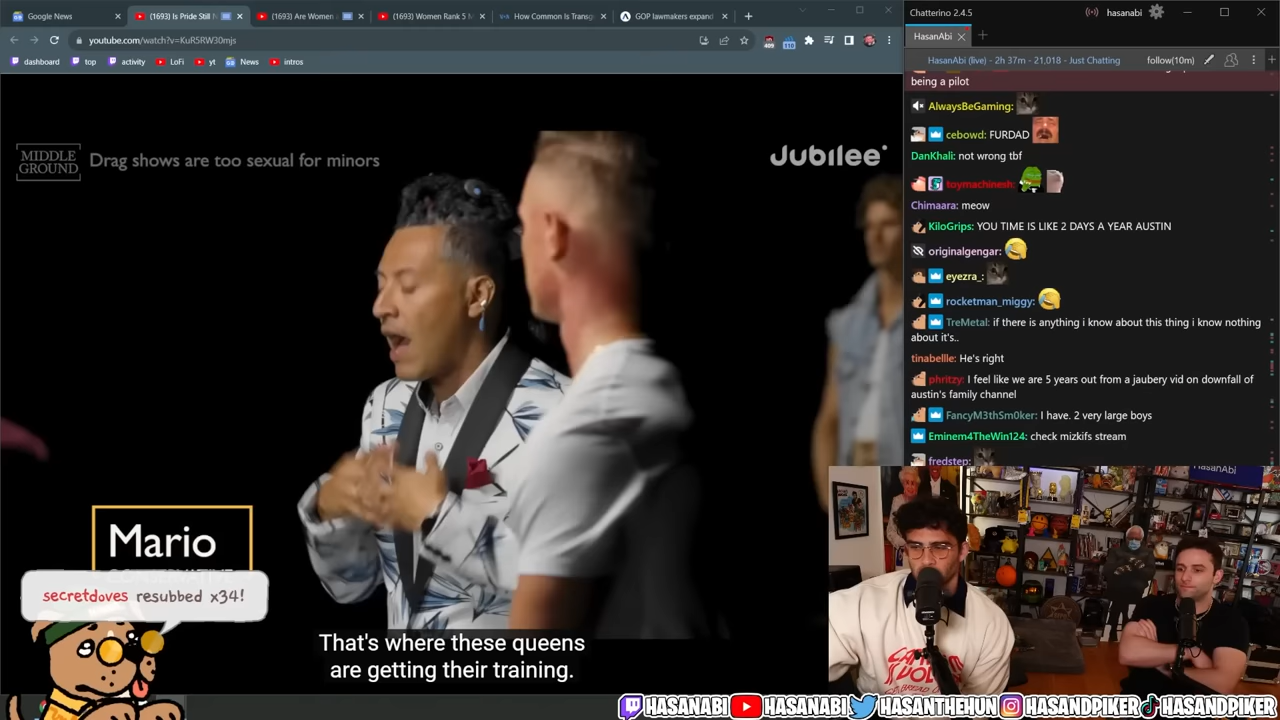 Google News
(1693) Is Pride Still N
(1693) Are Women
(1693) Women Rank 5 M
How Common Is Transg
GOP lawmakers expand
youtube.com/watch?v=KuR5RW30mjs
dashboard
top
activity
LoFi
yt
News
intros
MIDDLE
GROUND
Drag shows are too sexual for minors
Jubilee
Mario
CONSERVATIVE
secretdoves resubbed x34!
That's where these queens
are getting their training.
Chatterino 2.4.5
hasanabi
HasanAbi
HasanAbi (live) - 2h 37m - 21,018 - Just Chatting
follow(10m)
being a pilot
AlwaysBeGaming:
cebowd: FURDAD
DanKhali: not wrong tbf
toymachinesh:
Chimaara: meow
KiloGrips: YOU TIME IS LIKE 2 DAYS A YEAR AUSTIN
originalgengar:
eyezra_:
rocketman_miggy:
TreMetal: if there is anything i know about this thing i know nothing
about it's..
tinabellle: He's right
phritzy: I feel like we are 5 years out from a jaubery vid on downfall of
austin's family channel
FancyM3thSm0ker: I have. 2 very large boys
Eminem4TheWin124: check mizkifs stream
fredstep:
HASANABI
HASANABI
HASANTHEHUN
HASANDPIKER
HASANDPIKER